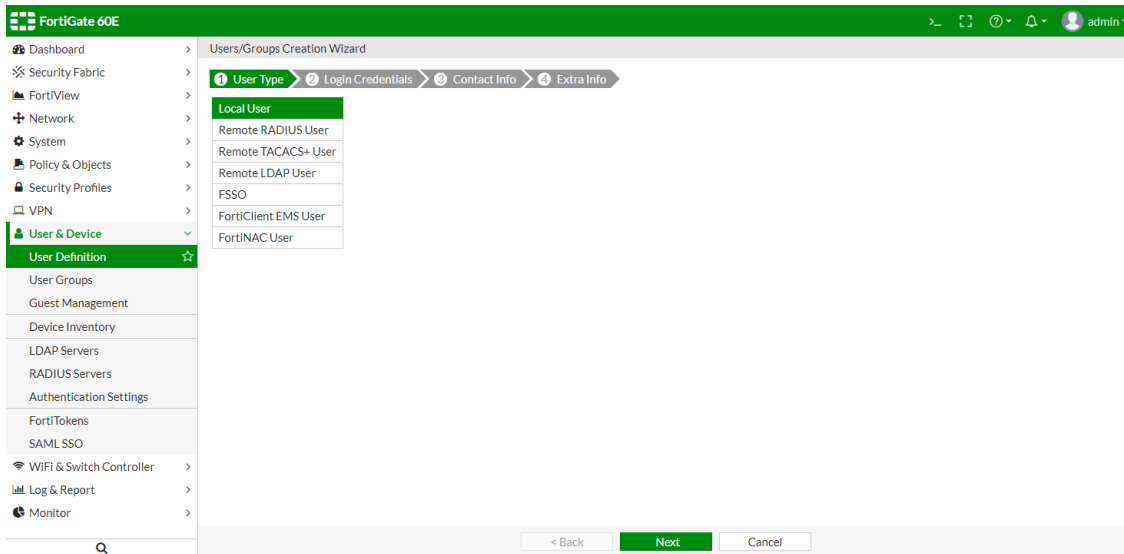 FortiGate 60E
admin
Dashboard
Security Fabric
FortiView
Network
System
Policy & Objects
Security Profiles
VPN
User & Device
User Definition
User Groups
Guest Management
Device Inventory
LDAP Servers
RADIUS Servers
Authentication Settings
FortiTokens
SAML SSO
WiFi & Switch Controller
Log & Report
Monitor
Users/Groups Creation Wizard
1 User Type 2 Login Credentials 3 Contact Info 4 Extra Info
Local User
Remote RADIUS User
Remote TACACS+ User
Remote LDAP User
FSSO
FortiClient EMS User
FortiNAC User
< Back Next Cancel